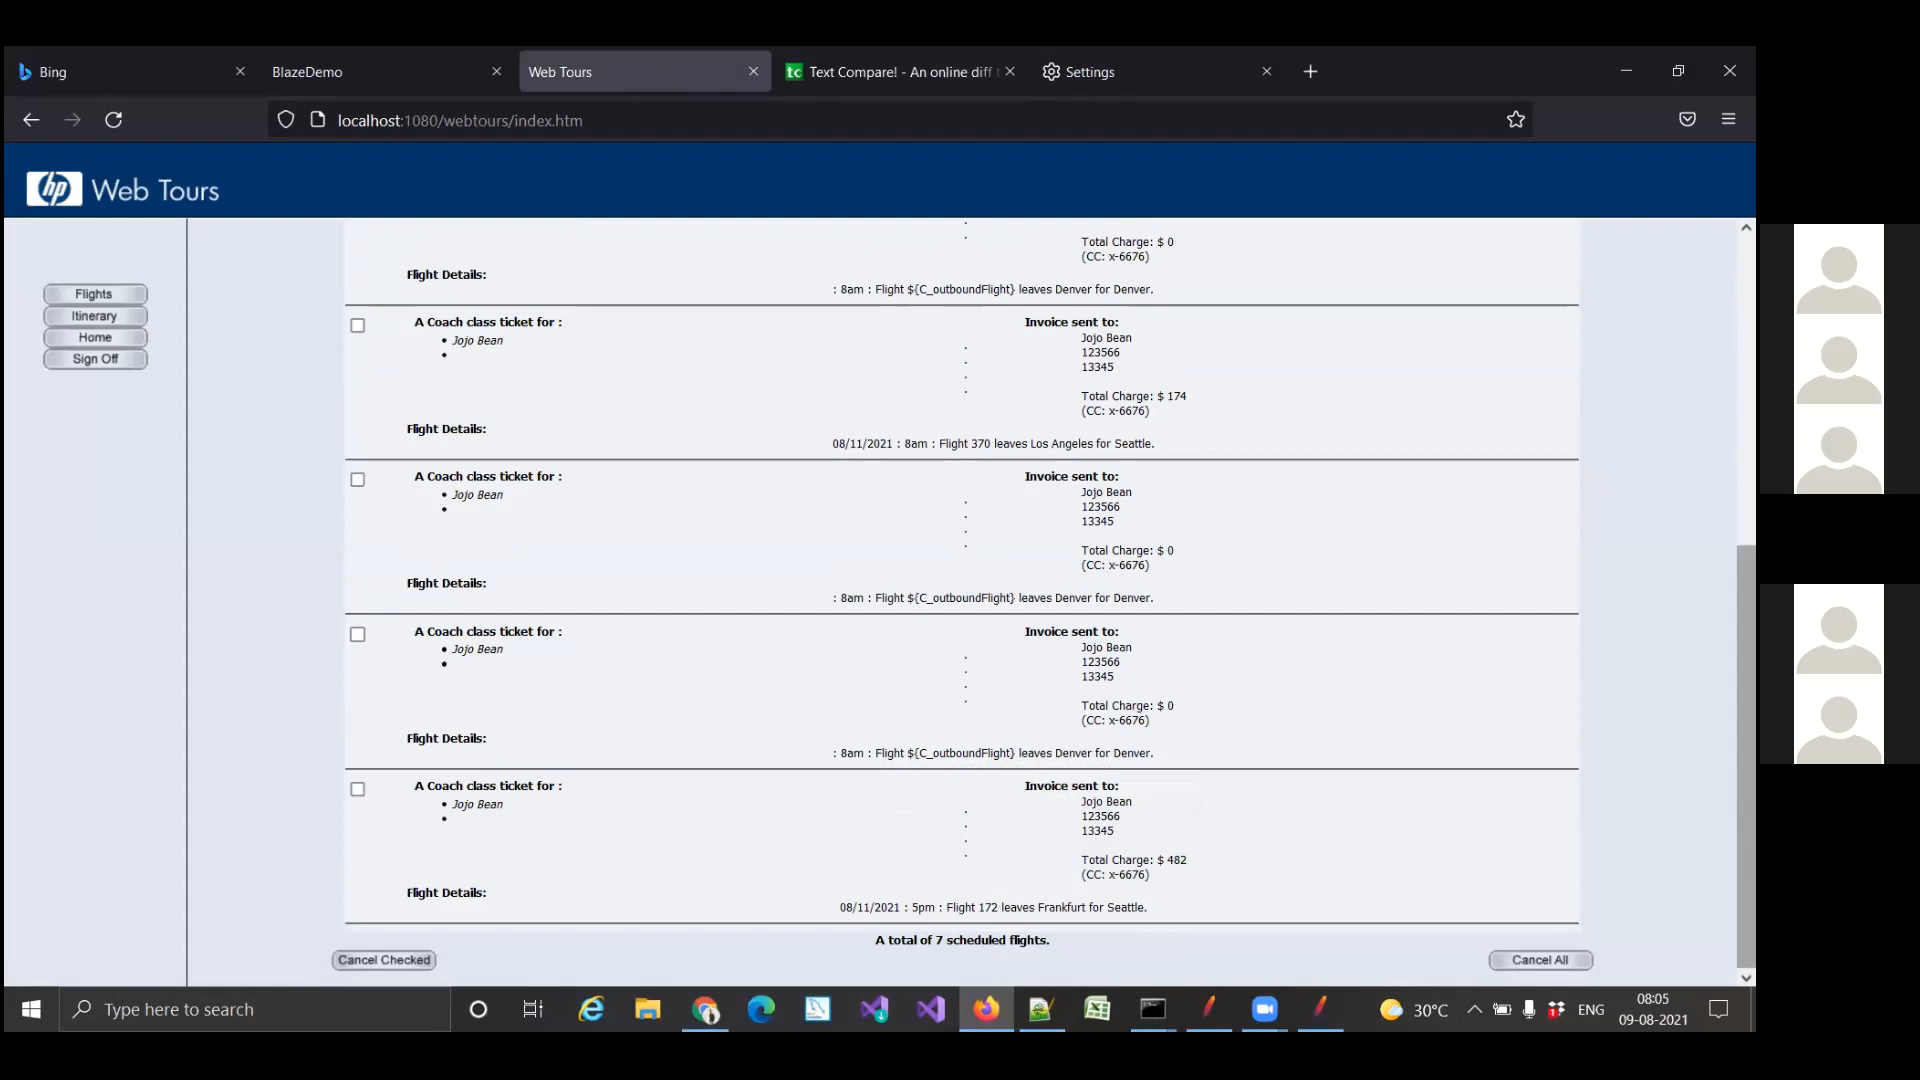 Bing
BlazeDemo
Web Tours
tc Text Compare! - An online diff t
Settings
localhost:1080/webtours/index.htm
hp Web Tours
Flights
Itinerary
Home
Sign Off
Total Charge: $ 0
(CC: x-6676)
Flight Details:
: 8am : Flight ${C_outboundFlight} leaves Denver for Denver.
A Coach class ticket for :
Jojo Bean
Invoice sent to:
Jojo Bean
123566
13345
Total Charge: $ 174
(CC: x-6676)
Flight Details:
08/11/2021 : 8am : Flight 370 leaves Los Angeles for Seattle.
A Coach class ticket for :
Jojo Bean
Invoice sent to:
Jojo Bean
123566
13345
Total Charge: $ 0
(CC: x-6676)
Flight Details:
: 8am : Flight ${C_outboundFlight} leaves Denver for Denver.
A Coach class ticket for :
Jojo Bean
Invoice sent to:
Jojo Bean
123566
13345
Total Charge: $ 0
(CC: x-6676)
Flight Details:
: 8am : Flight ${C_outboundFlight} leaves Denver for Denver.
A Coach class ticket for :
Jojo Bean
Invoice sent to:
Jojo Bean
123566
13345
Total Charge: $ 482
(CC: x-6676)
Flight Details:
08/11/2021 : 5pm : Flight 172 leaves Frankfurt for Seattle.
A total of 7 scheduled flights.
Cancel Checked
Cancel All
Type here to search
30°C
ENG
08:05
09-08-2021